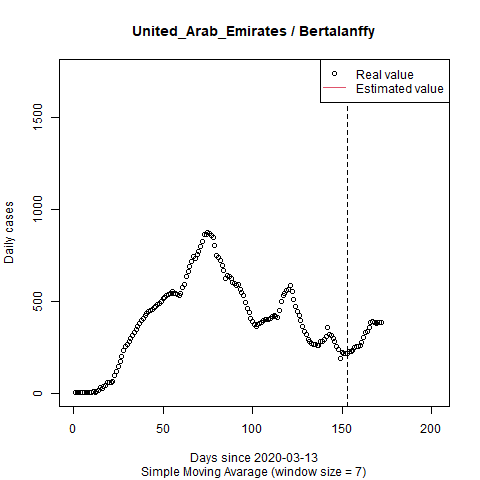 United_Arab_Emirates / Bertalanffy
Real value
Estimated value
Daily cases
1500
1000
500
0
0 50 100 150 200
Days since 2020-03-13
Simple Moving Avarage (window size = 7)